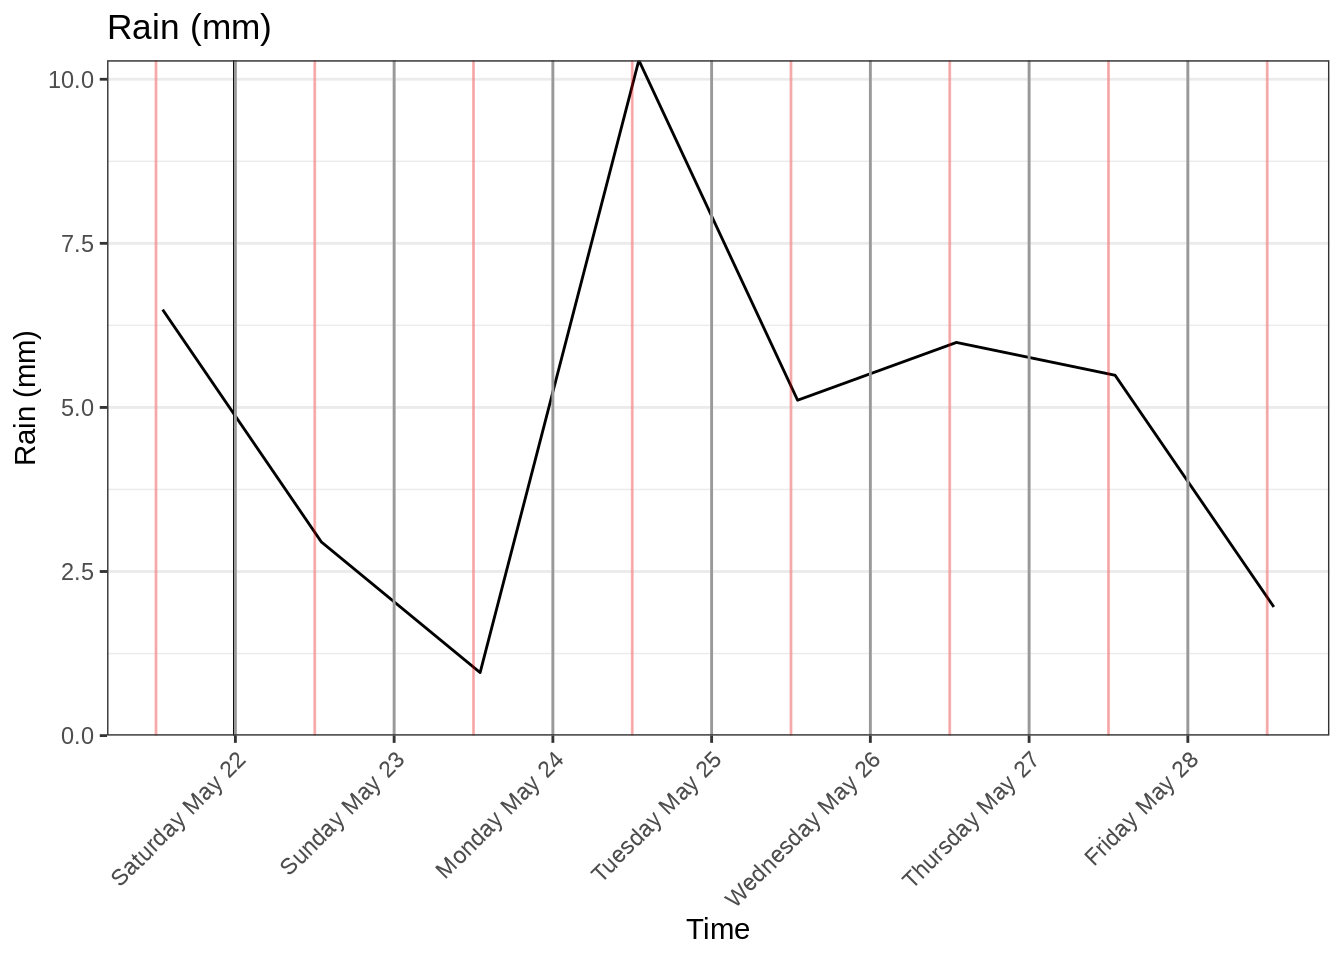 Rain (mm)
10.0
7.5
5.0
2.5
0.0
Rain (mm)
Saturday May 22
Sunday May 23
Monday May 24
Tuesday May 25
Wednesday May 26
Thursday May 27
Friday May 28
Time